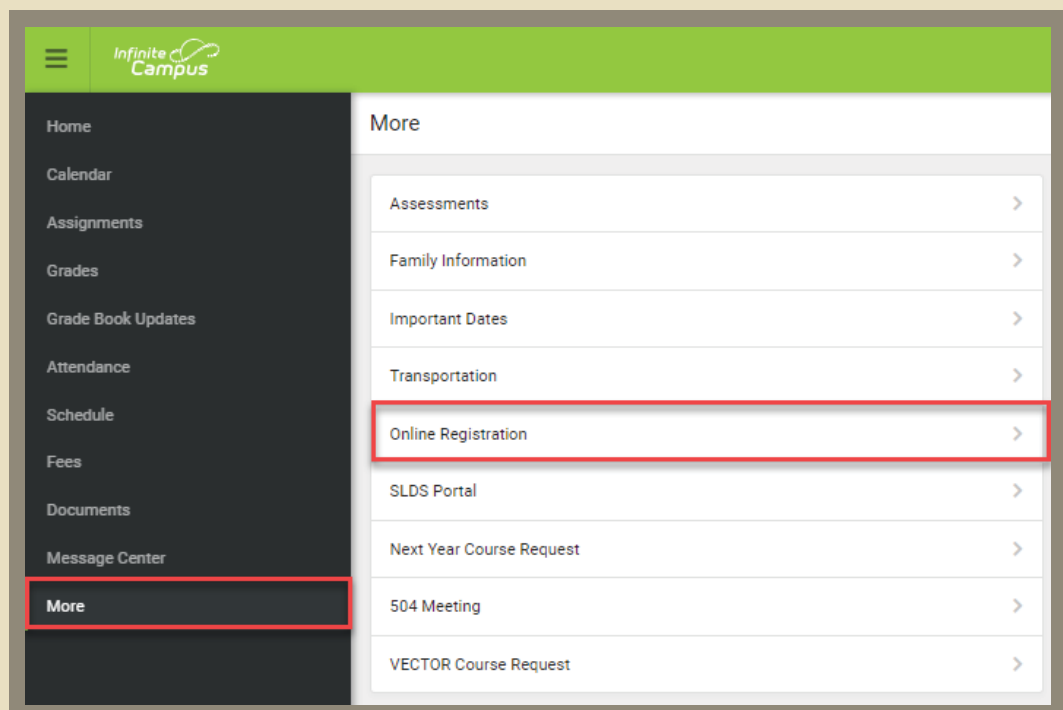 Infinite
Campus
Home
Calendar
Assignments
Grades
Grade Book Updates
Attendance
Schedule
Fees
Documents
Message Center
More
More
Assessments
Family Information
Important Dates
Transportation
Online Registration
SLDS Portal
Next Year Course Request
504 Meeting
VECTOR Course Request